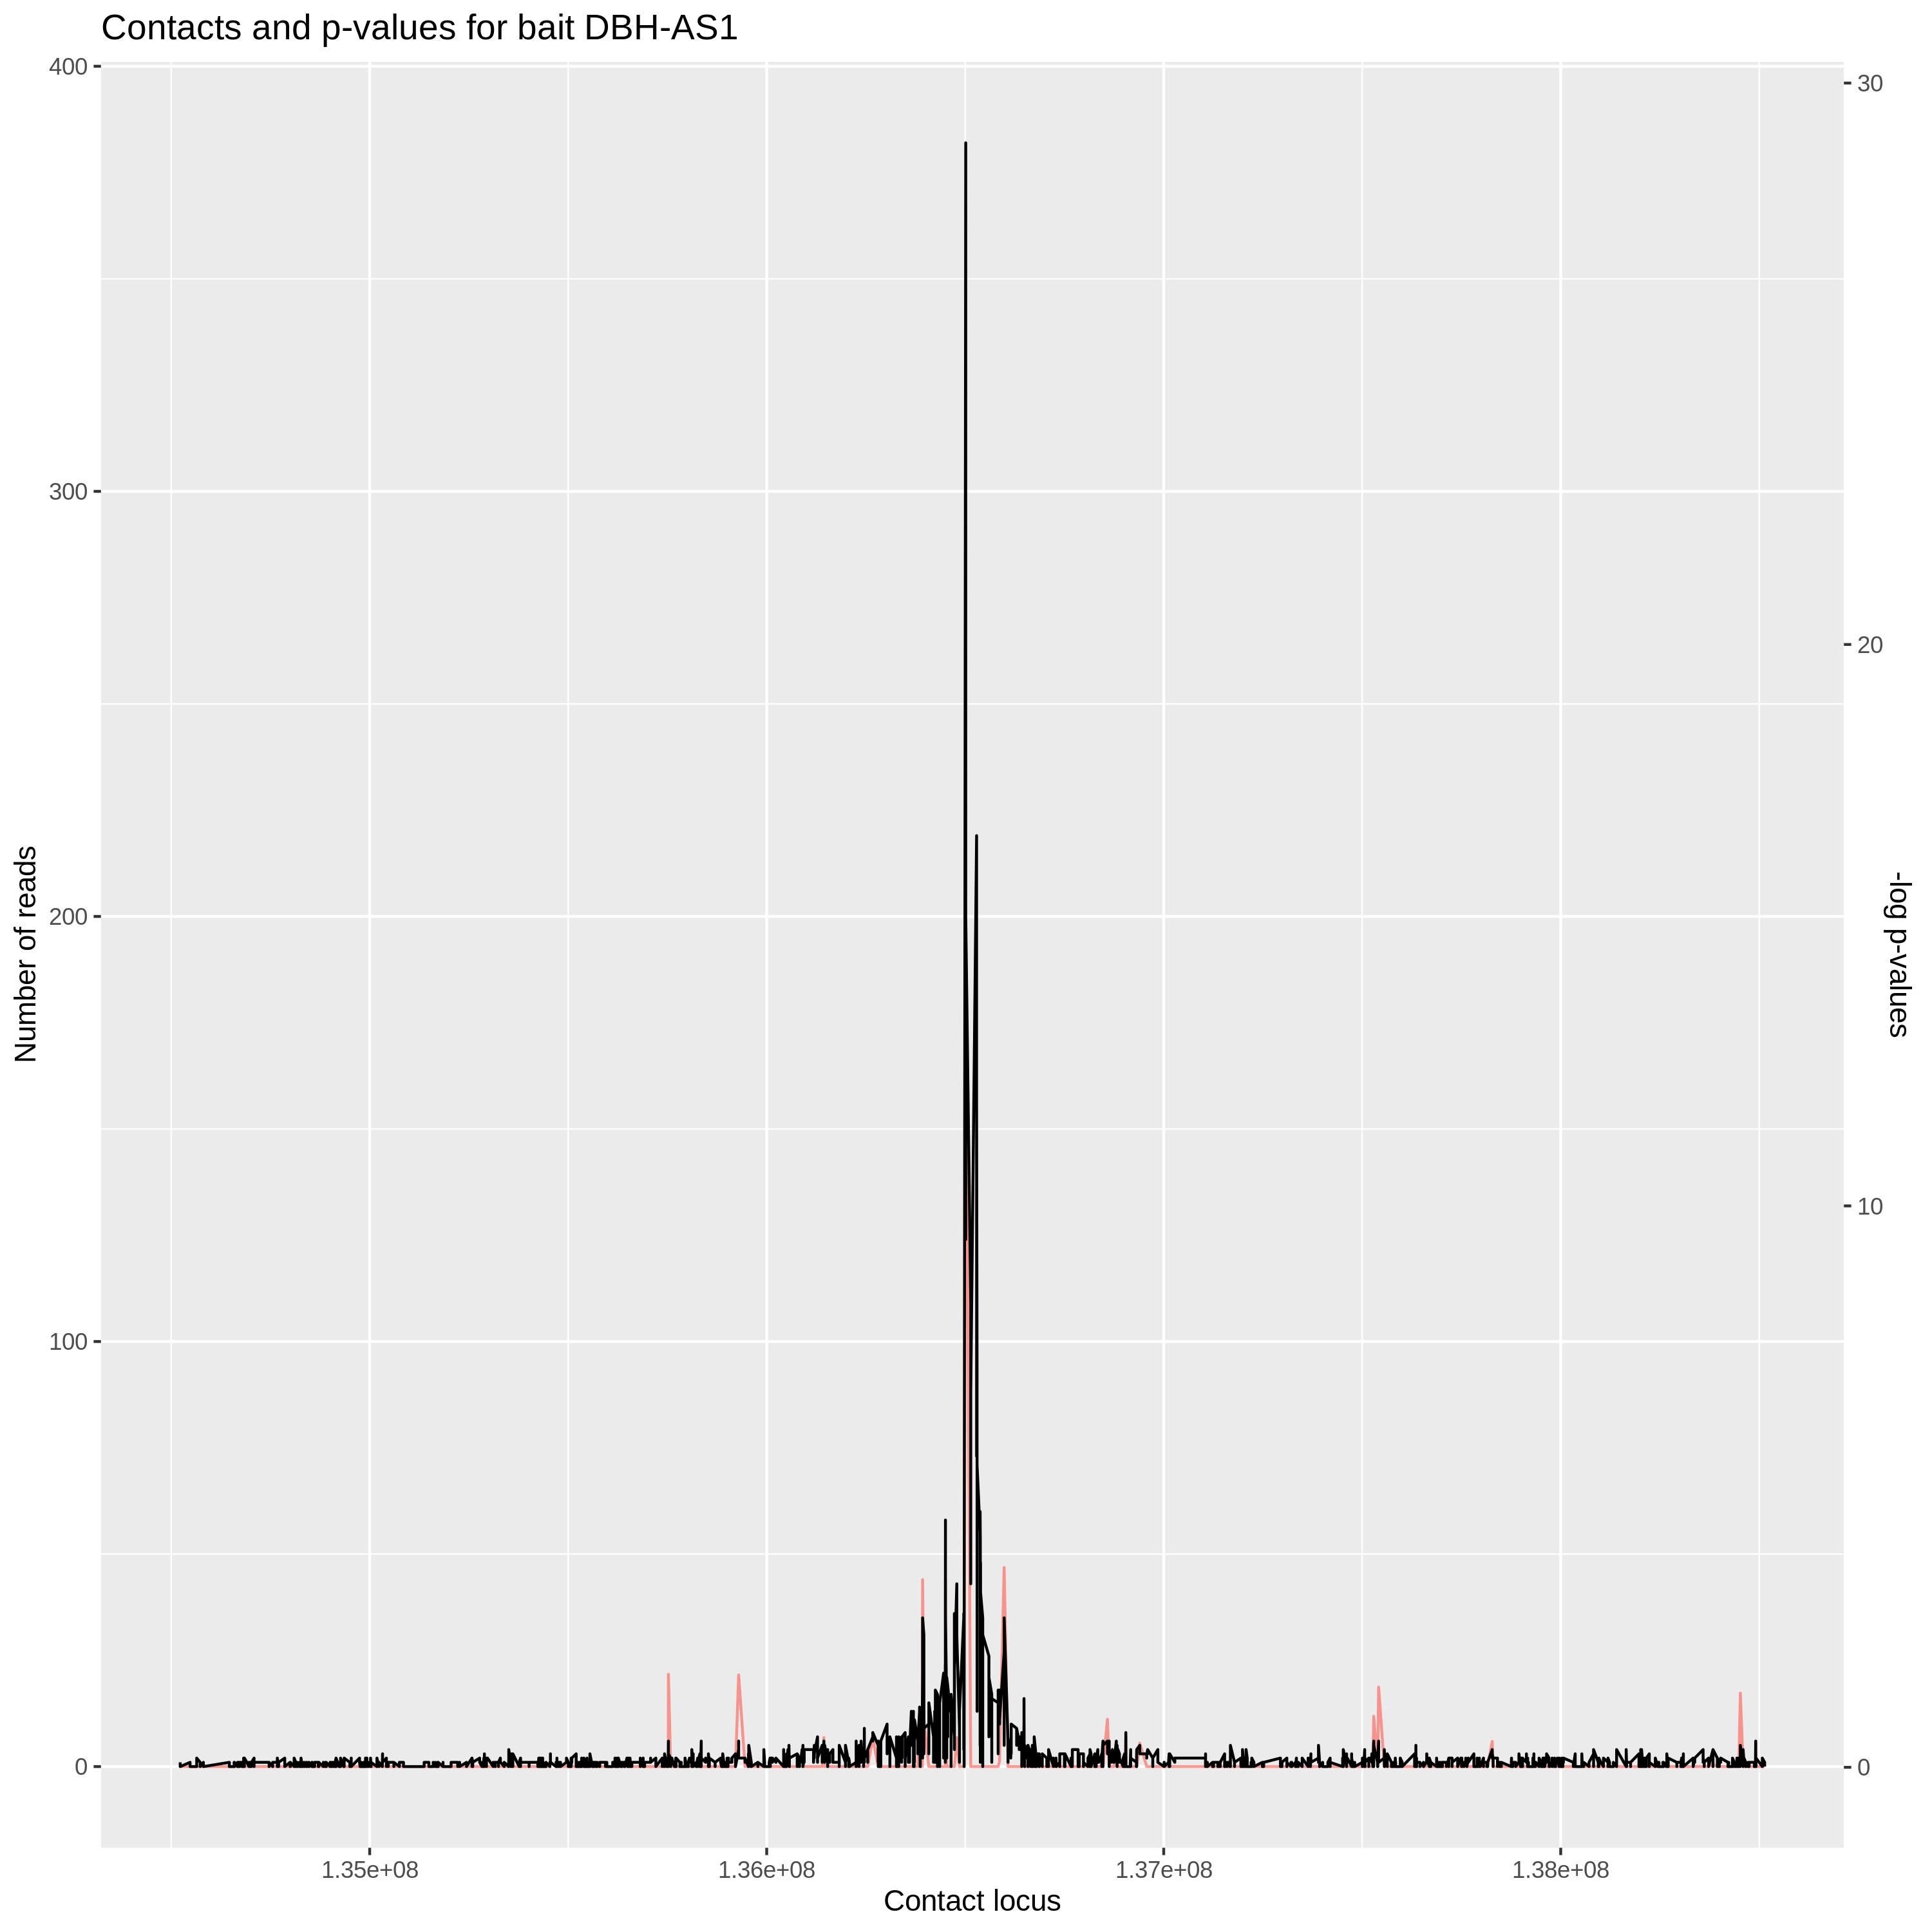 Contacts and p-values for bait DBH-AS1
400
300
200
100
0
30
20
10
0
Number of reads
-log p-values
1.35e+08
1.36e+08
1.37e+08
1.38e+08
Contact locus